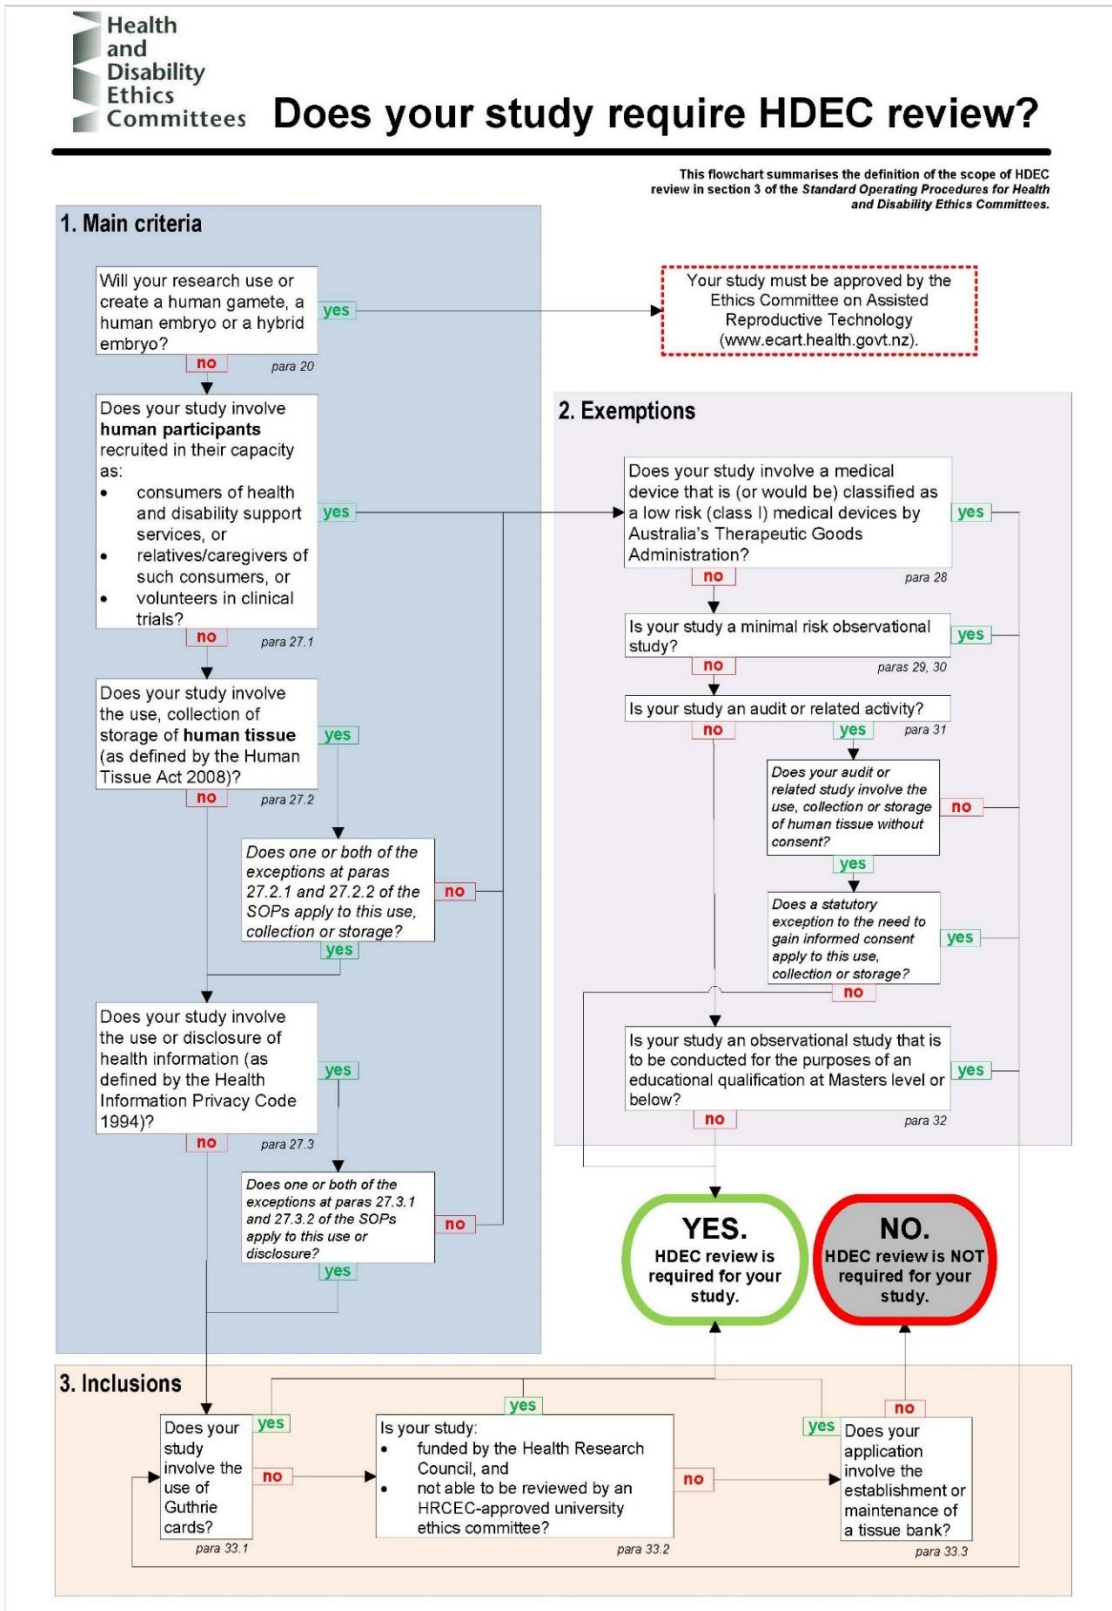 Health
and
Disability
Ethics
Committees
Does your study require HDEC review?
This flowchart summarises the definition of the scope of HDEC
review in section 3 of the Standard Operating Procedures for Health
and Disability Ethics Committees.
1. Main criteria
Will your research use or
create a human gamete, a
human embryo or a hybrid
embryo?
yes
no
para 20
Your study must be approved by the
Ethics Committee on Assisted
Reproductive Technology
(www.ecart.health.govt.nz).
Does your study involve
human participants
recruited in their capacity
as:
• consumers of health
and disability support
services, or
• relatives/caregivers of
such consumers, or
• volunteers in clinical
trials?
yes
no
para 27.1
Does your study involve
the use, collection of
storage of human tissue
(as defined by the Human
Tissue Act 2008)?
yes
no
para 27.2
Does one or both of the
exceptions at paras
27.2.1 and 27.2.2 of the
SOPs apply to this use,
collection or storage?
no
yes
Does your study involve
the use or disclosure of
health information (as
defined by the Health
Information Privacy Code
1994)?
yes
no
para 27.3
Does one or both of the
exceptions at paras 27.3.1
and 27.3.2 of the SOPs
apply to this use or
disclosure?
no
yes
2. Exemptions
Does your study involve a medical
device that is (or would be) classified as
a low risk (class I) medical devices by
Australia's Therapeutic Goods
Administration?
yes
no
para 28
Is your study a minimal risk observational
study?
yes
no
paras 29, 30
Is your study an audit or related activity?
no
yes
para 31
Does your audit or
related study involve the
use, collection or storage
of human tissue without
consent?
no
yes
Does a statutory
exception to the need to
gain informed consent
apply to this use,
collection or storage?
yes
no
Is your study an observational study that is
to be conducted for the purposes of an
educational qualification at Masters level or
below?
yes
no
para 32
YES.
HDEC review is
required for your
study.
NO.
HDEC review is NOT
required for your
study.
3. Inclusions
Does your
study
involve the
use of
Guthrie
cards?
yes
no
para 33.1
Is your study:
• funded by the Health Research
Council, and
• not able to be reviewed by an
HRCEC-approved university
ethics committee?
yes
no
para 33.2
Does your
application
involve the
establishment or
maintenance of
a tissue bank?
yes
no
para 33.3